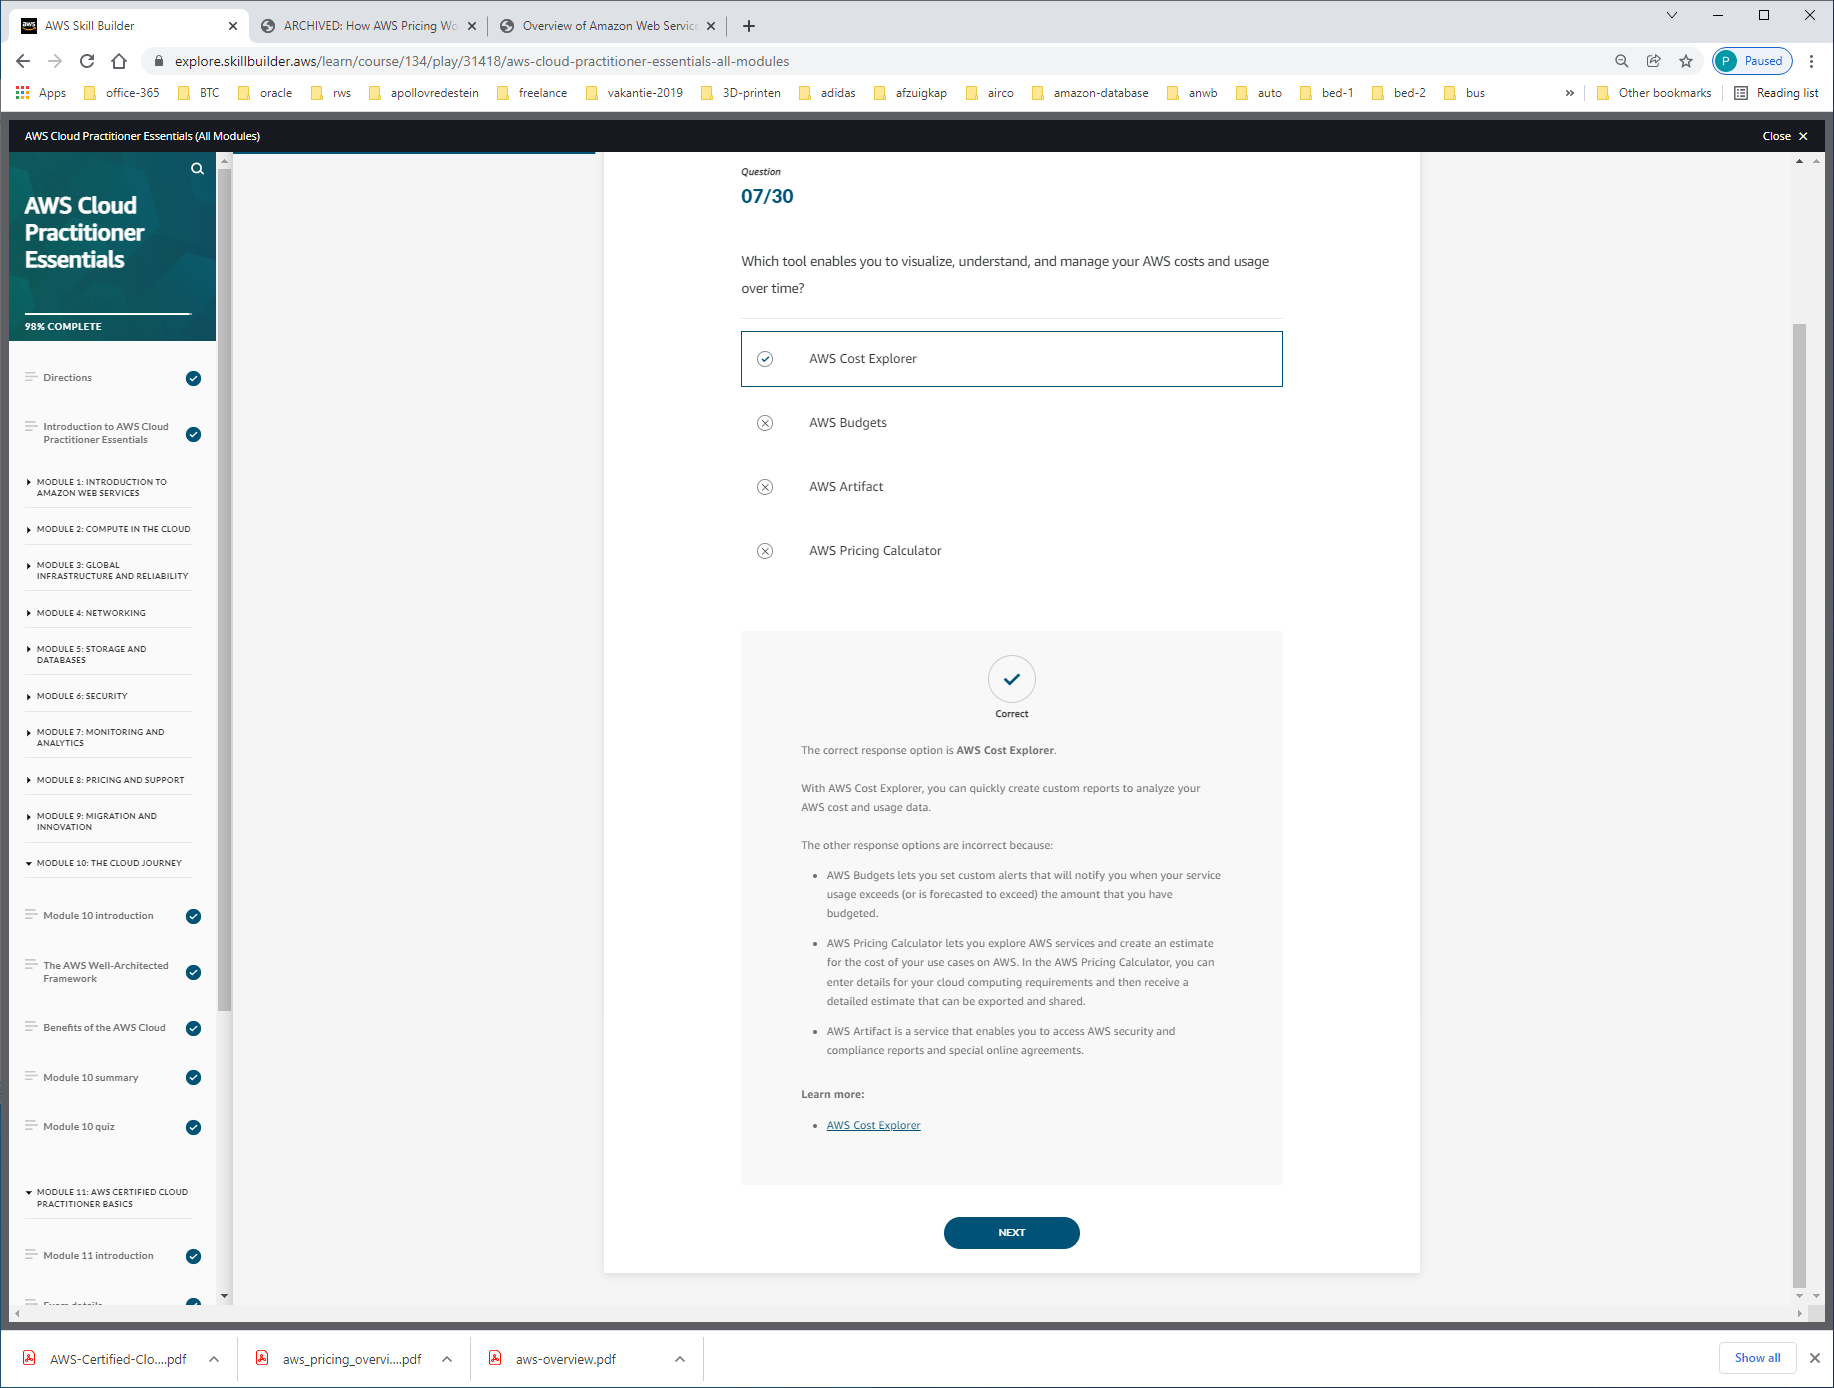 aws AWS Skill Builder
ARCHIVED: How AWS Pricing Wo
Overview of Amazon Web Service
explore.skillbuilder.aws/learn/course/134/play/31418/aws-cloud-practitioner-essentials-all-modules
P Paused
Apps office-365 BTC oracle rws apollovredestein freelance vakantie-2019 3D-printen adidas afzuigkap airco amazon-database anwb auto bed-1 bed-2 bus » Other bookmarks Reading list
AWS Cloud Practitioner Essentials (All Modules)
Close
AWS Cloud
Practitioner
Essentials
98% COMPLETE
Directions
Introduction to AWS Cloud
Practitioner Essentials
MODULE 1: INTRODUCTION TO
AMAZON WEB SERVICES
MODULE 2: COMPUTE IN THE CLOUD
MODULE 3: GLOBAL
INFRASTRUCTURE AND RELIABILITY
MODULE 4: NETWORKING
MODULE 5: STORAGE AND
DATABASES
MODULE 6: SECURITY
MODULE 7: MONITORING AND
ANALYTICS
MODULE 8: PRICING AND SUPPORT
MODULE 9: MIGRATION AND
INNOVATION
MODULE 10: THE CLOUD JOURNEY
Module 10 introduction
The AWS Well-Architected
Framework
Benefits of the AWS Cloud
Module 10 summary
Module 10 quiz
MODULE 11: AWS CERTIFIED CLOUD
PRACTITIONER BASICS
Module 11 introduction
Exam details
Question
07/30
Which tool enables you to visualize, understand, and manage your AWS costs and usage
over time?
AWS Cost Explorer
AWS Budgets
AWS Artifact
AWS Pricing Calculator
Correct
The correct response option is AWS Cost Explorer.
With AWS Cost Explorer, you can quickly create custom reports to analyze your
AWS cost and usage data.
The other response options are incorrect because:
• AWS Budgets lets you set custom alerts that will notify you when your service
usage exceeds (or is forecasted to exceed) the amount that you have
budgeted.
• AWS Pricing Calculator lets you explore AWS services and create an estimate
for the cost of your use cases on AWS. In the AWS Pricing Calculator, you can
enter details for your cloud computing requirements and then receive a
detailed estimate that can be exported and shared.
• AWS Artifact is a service that enables you to access AWS security and
compliance reports and special online agreements.
Learn more:
• AWS Cost Explorer
NEXT
AWS-Certified-Clo....pdf
aws_pricing_overvi....pdf
aws-overview.pdf
Show all